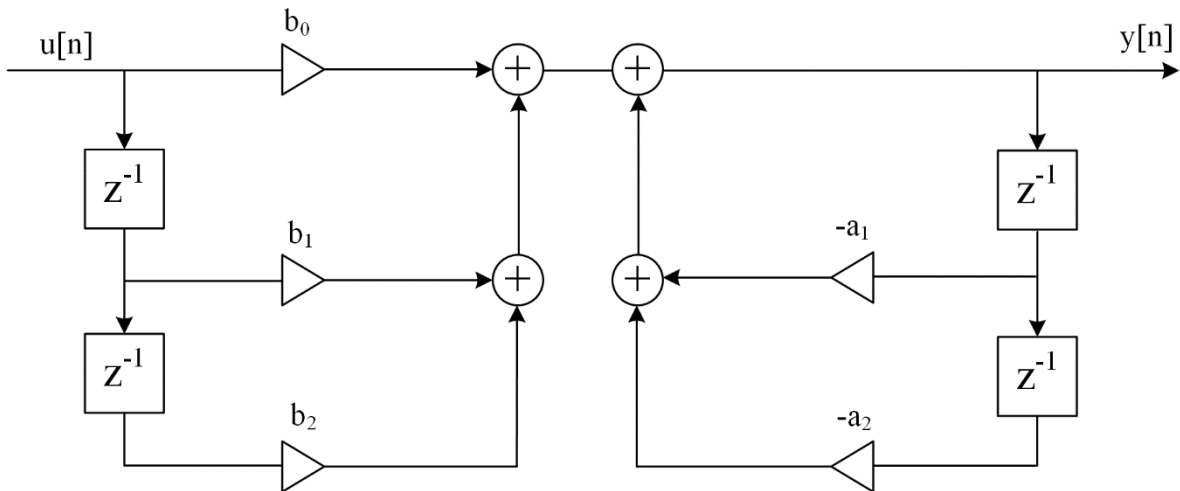 u[n]
b₀
y[n]
z⁻¹
z⁻¹
b₁
-a₁
z⁻¹
z⁻¹
b₂
-a₂